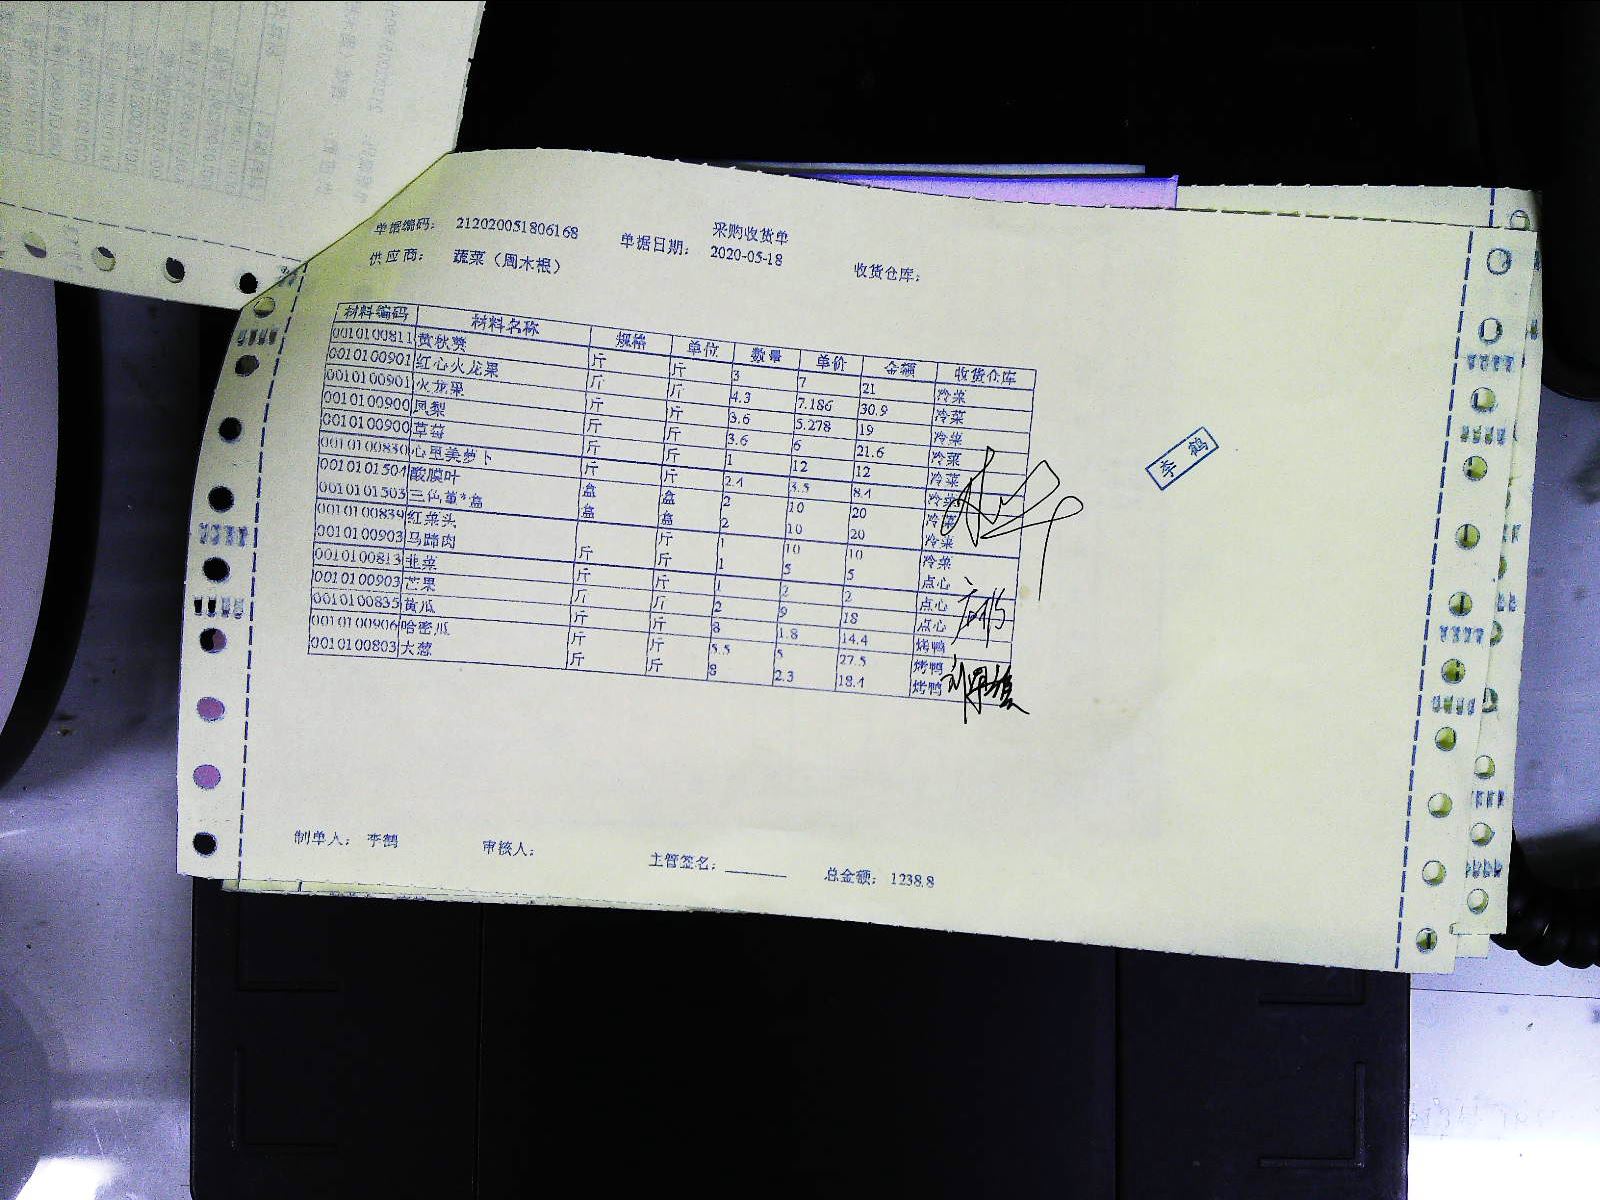 采购收货单
单据编码： 212020051806168 单据日期： 2020-05-18 收货仓库：
供应商： 蔬菜（周木根）
材料编码 材料名称 规格 单位 数量 单价 金额 收货仓库
0010100811 黄秋葵 斤 斤 3 7 21 冷菜
0010100901 红心火龙果 斤 斤 4.3 7.186 30.9 冷菜
0010100901 火龙果 斤 斤 3.6 5.278 19 冷菜
0010100900 凤梨 斤 斤 3.6 6 21.6 冷菜
0010100900 草莓 斤 斤 1 12 12 冷菜
0010100830 心里美萝卜 斤 斤 2.4 3.5 8.4 冷菜
0010101504 酸膜叶 盒 盒 2 10 20 冷菜
0010101503 三色堇*盒 盒 盒 2 10 20 冷菜
0010100834 红菜头 斤 1 10 10 冷菜
0010100903 马蹄肉 斤 斤 1 5 5 点心
0010100813 韭菜 斤 斤 1 2 2 点心
0010100903 芒果 斤 斤 2 9 18 点心
0010100835 黄瓜 斤 斤 8 1.8 14.4 烤鸭
0010100906 哈密瓜 斤 斤 5.5 5 27.5 烤鸭
0010100803 大葱 斤 斤 8 2.3 18.4 烤鸭
李鹤
制单人： 李鹤 审核人： 主管签名： 总金额： 1238.8